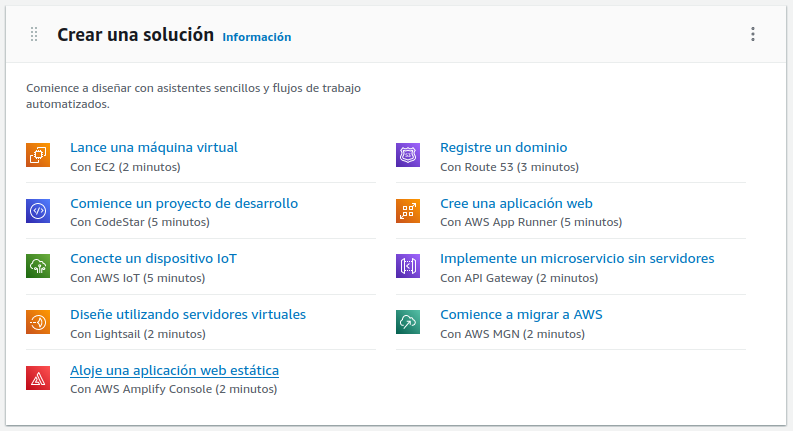 Crear una solución Información
Comience a diseñar con asistentes sencillos y flujos de trabajo
automatizados.
Lance una máquina virtual
Con EC2 (2 minutos)
Registre un dominio
Con Route 53 (3 minutos)
Comience un proyecto de desarrollo
Con CodeStar (5 minutos)
Cree una aplicación web
Con AWS App Runner (5 minutos)
Conecte un dispositivo IoT
Con AWS IoT (5 minutos)
Implemente un microservicio sin servidores
Con API Gateway (2 minutos)
Diseñe utilizando servidores virtuales
Con Lightsail (2 minutos)
Comience a migrar a AWS
Con AWS MGN (2 minutos)
Aloje una aplicación web estática
Con AWS Amplify Console (2 minutos)